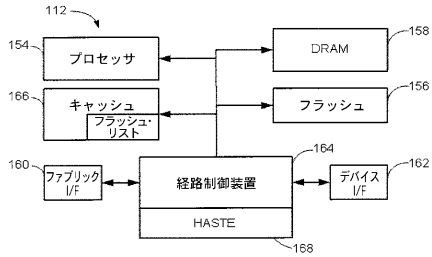 112
154
プロセッサ
DRAM
158
166
キャッシュ
フラッシュ・
リスト
フラッシュ
156
160
ファブリック
I/F
経路制御装置
164
デバイス
I/F
162
HASTE
168